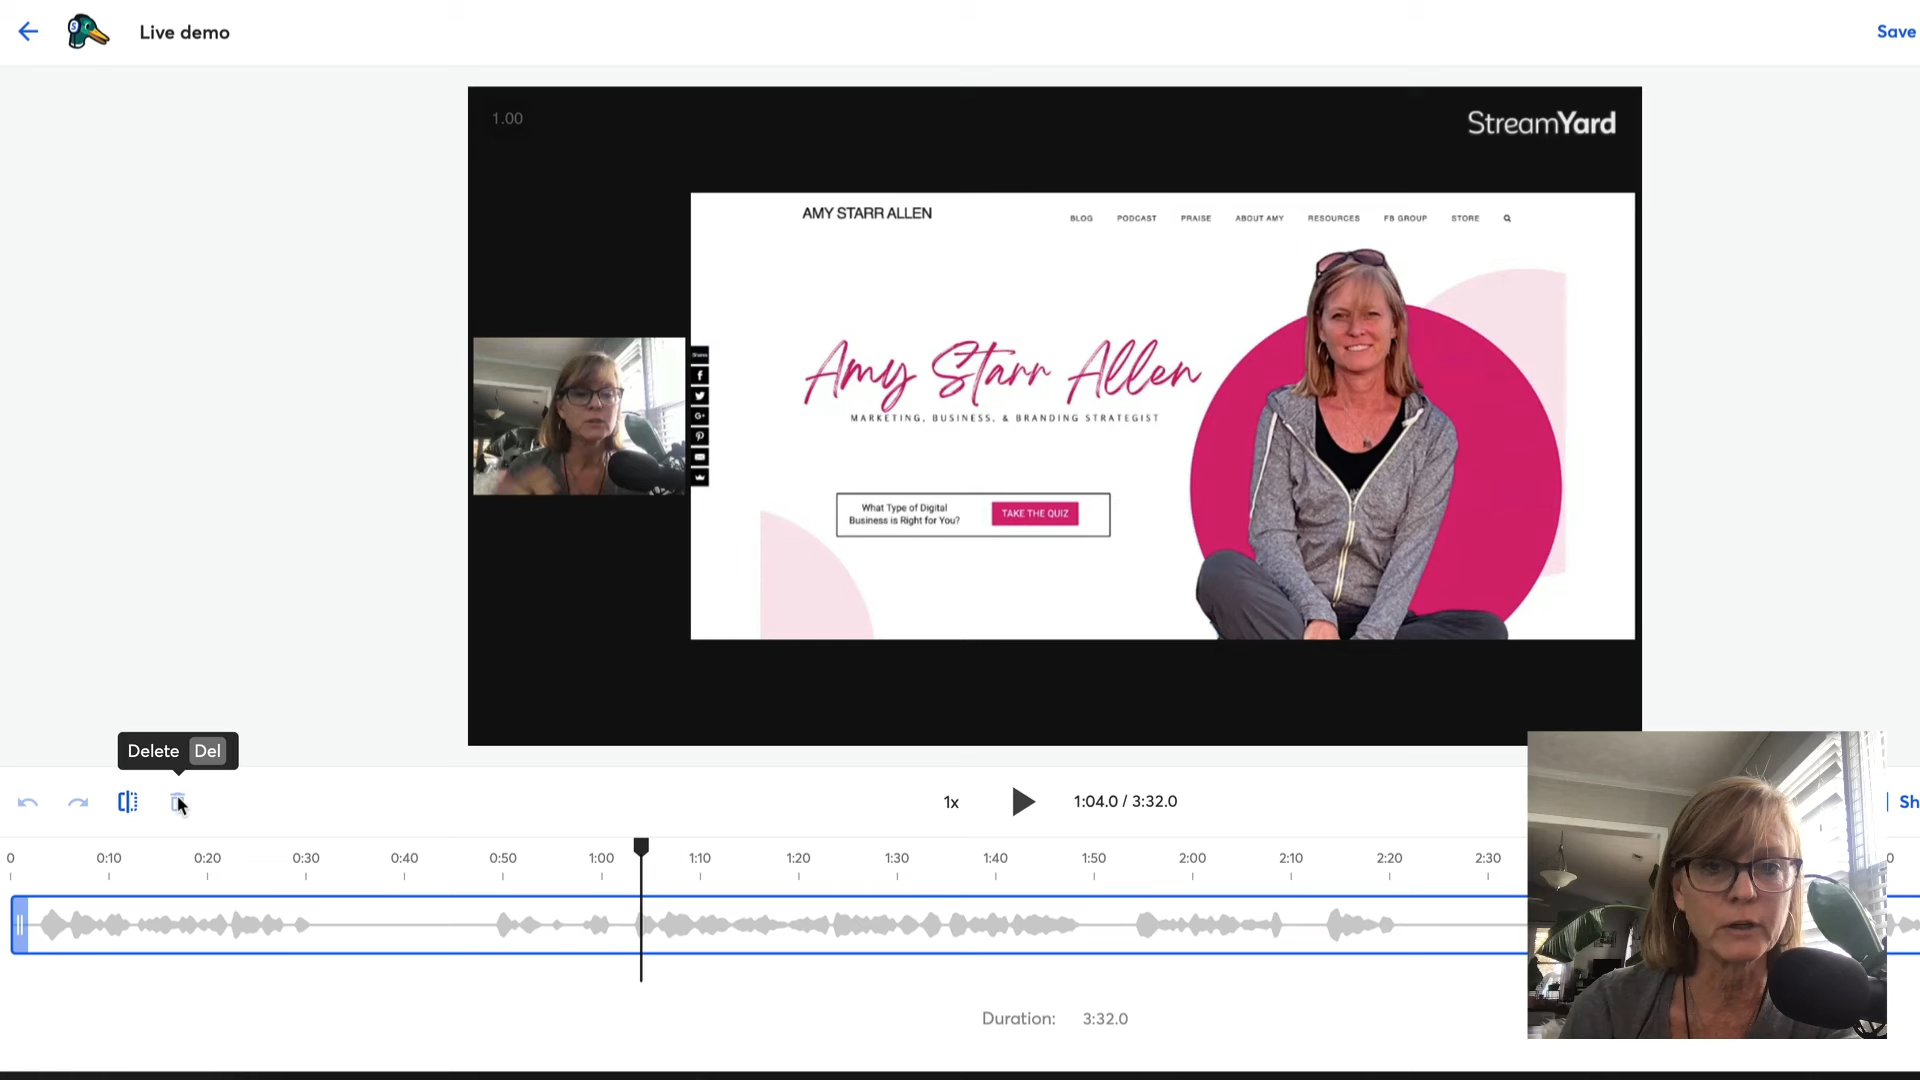 Live demo
Save
1.00
StreamYard
AMY STARR ALLEN
BLOG PODCAST PRAISE ABOUT AMY RESOURCES FB GROUP STORE
Share
Amy Starr Allen
MARKETING, BUSINESS, & BRANDING STRATEGIST
What Type of Digital
Business is Right for You?
TAKE THE QUIZ
Delete Del
1x 1:04.0 / 3:32.0
Sh
0 0:10 0:20 0:30 0:40 0:50 1:00 1:10 1:20 1:30 1:40 1:50 2:00 2:10 2:20 2:30 0
Duration: 3:32.0